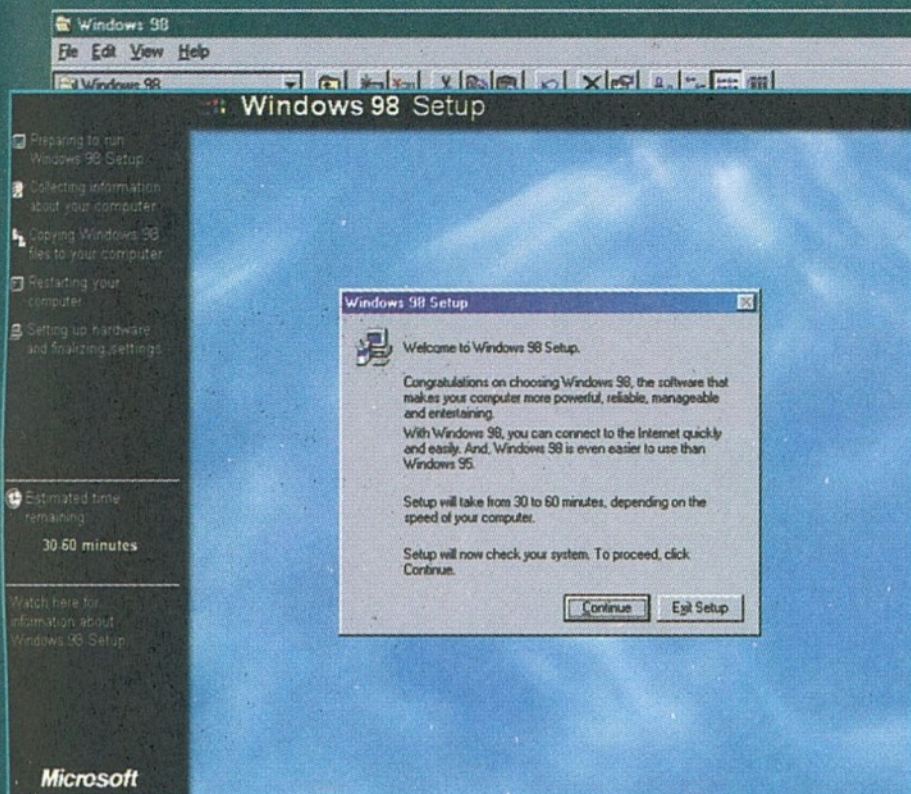 Windows 98
File Edit View Help
Windows 98
Windows 98 Setup
Preparing to run
Windows 98 Setup
Collecting information
about your computer
Copying Windows 98
files to your computer
Restarting your
computer
Setting up hardware
and finalizing settings
Estimated time
remaining:
30-60 minutes
Watch here for
information about
Windows 98 Setup.
Microsoft
Windows 98 Setup
Welcome to Windows 98 Setup.
Congratulations on choosing Windows 98, the software that
makes your computer more powerful, reliable, manageable
and entertaining.
With Windows 98, you can connect to the Internet quickly
and easily. And, Windows 98 is even easier to use than
Windows 95.
Setup will take from 30 to 60 minutes, depending on the
speed of your computer.
Setup will now check your system. To proceed, click
Continue.
Continue Exit Setup